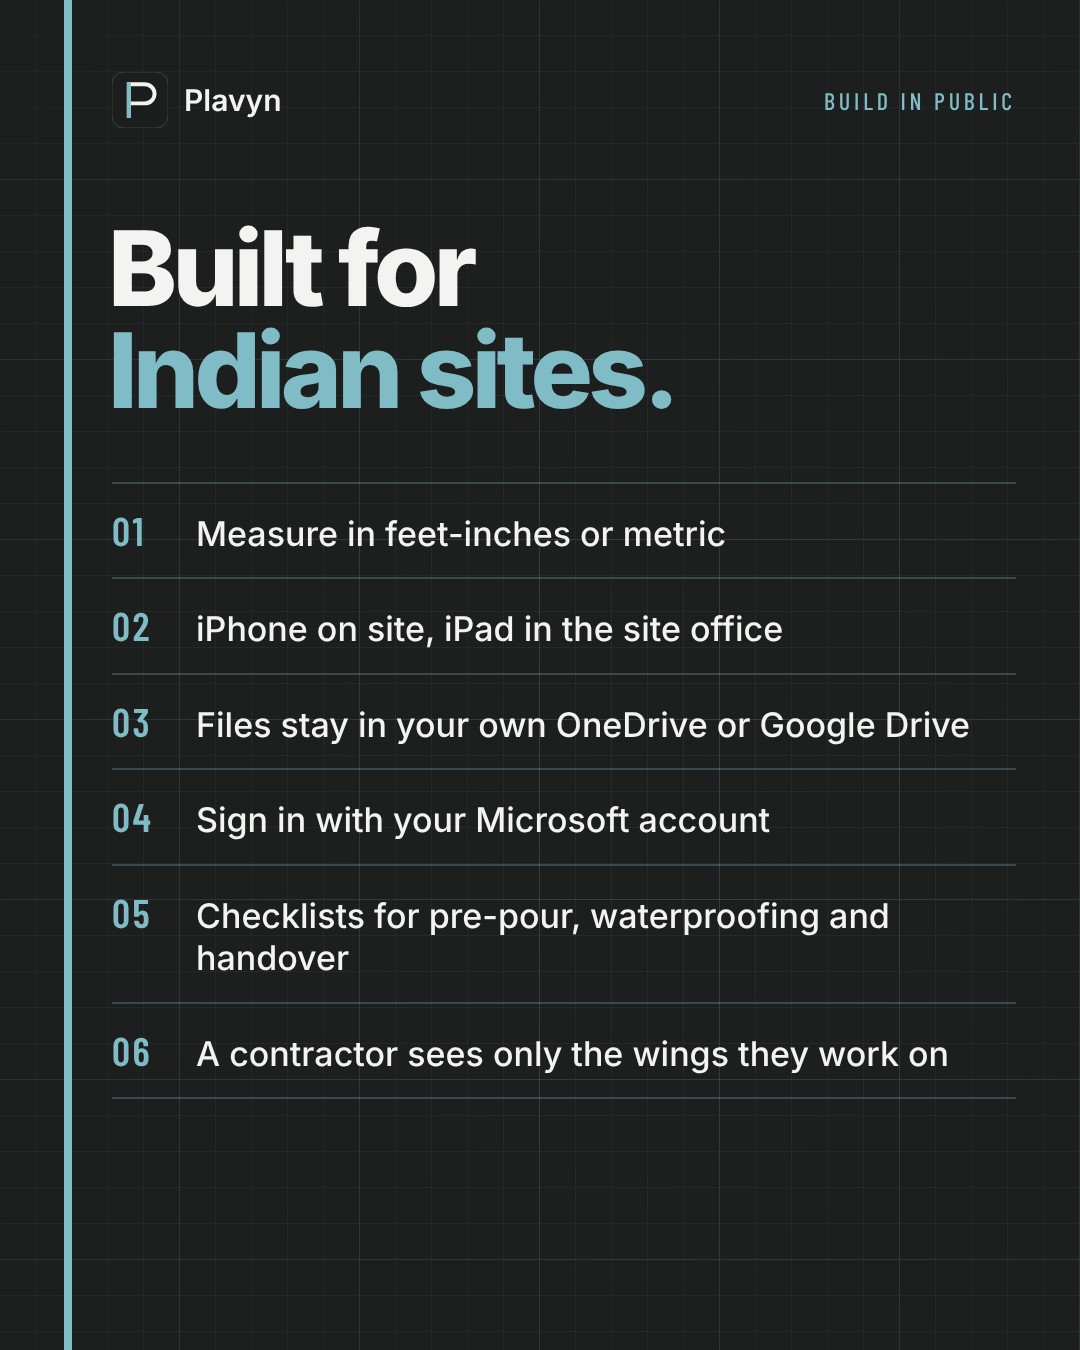 Plavyn
BUILD IN PUBLIC
Built for
Indian sites.
01 Measure in feet-inches or metric
02 iPhone on site, iPad in the site office
03 Files stay in your own OneDrive or Google Drive
04 Sign in with your Microsoft account
05 Checklists for pre-pour, waterproofing and
handover
06 A contractor sees only the wings they work on